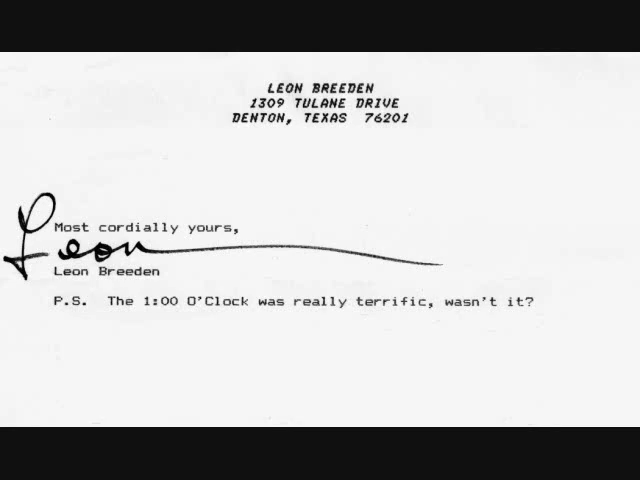 LEON BREEDEN
1309 TULANE DRIVE
DENTON, TEXAS 76201
Most cordially yours,
Leon
Leon Breeden
P.S. The 1:00 O'Clock was really terrific, wasn't it?